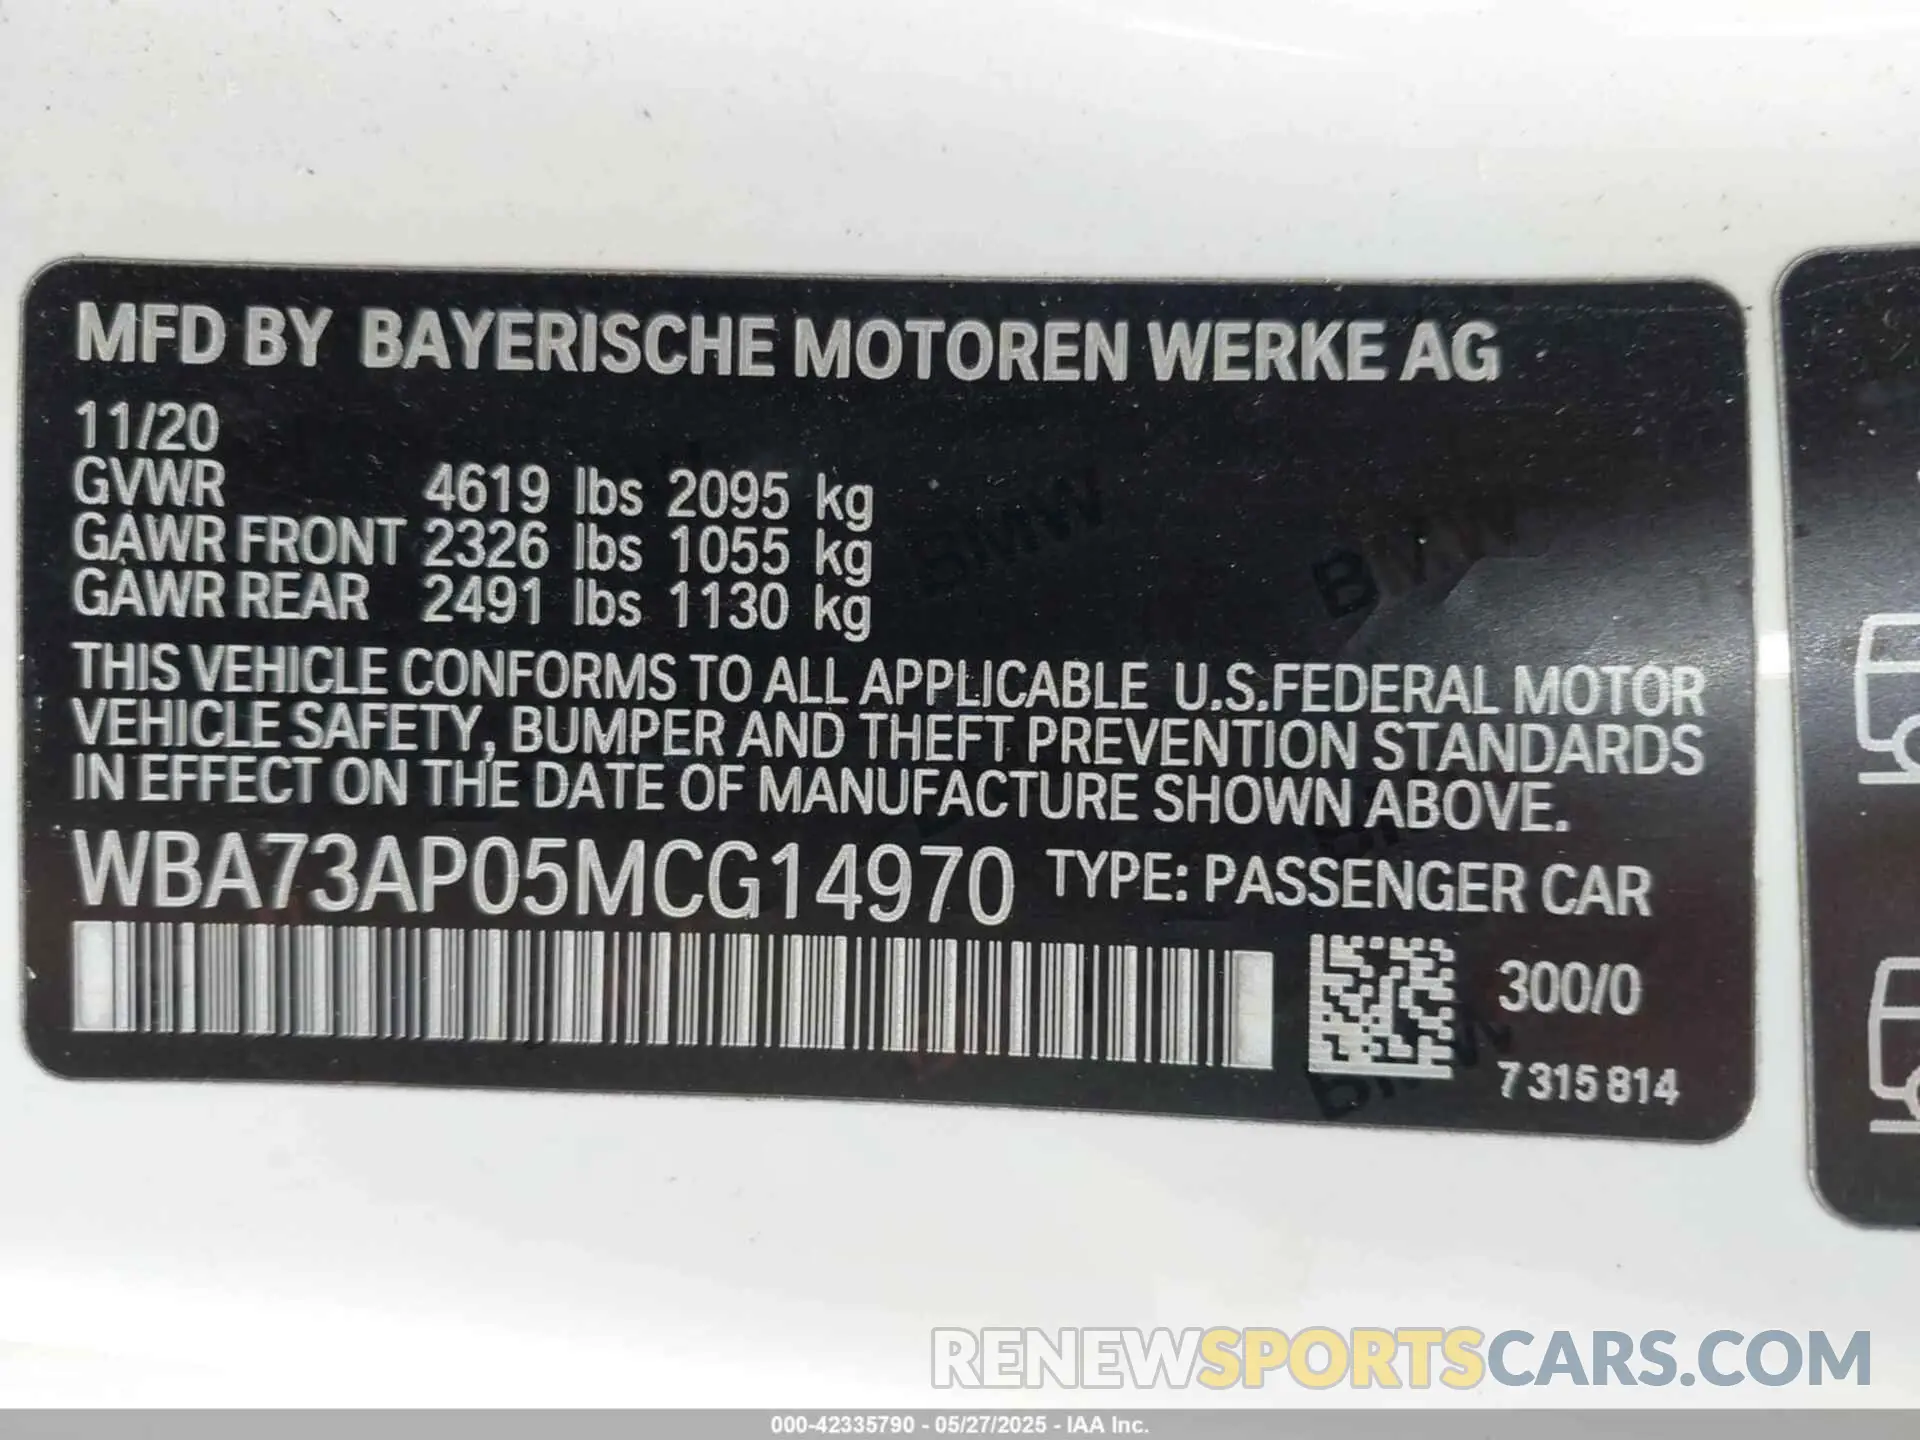 MFD BY BAYERISCHE MOTOREN WERKE AG
11/20
GVWR 4619 lbs 2095 kg
GAWR FRONT 2326 lbs 1055 kg
GAWR REAR 2491 lbs 1130 kg
THIS VEHICLE CONFORMS TO ALL APPLICABLE U.S.FEDERAL MOTOR
VEHICLE SAFETY, BUMPER AND THEFT PREVENTION STANDARDS
IN EFFECT ON THE DATE OF MANUFACTURE SHOWN ABOVE.
WBA73AP05MCG14970 TYPE: PASSENGER CAR
300/0
7 315 814
BMW
BMW
BMW
RENEWSPORTSCARS.COM
000-42335790 - 05/27/2025 - IAA Inc.